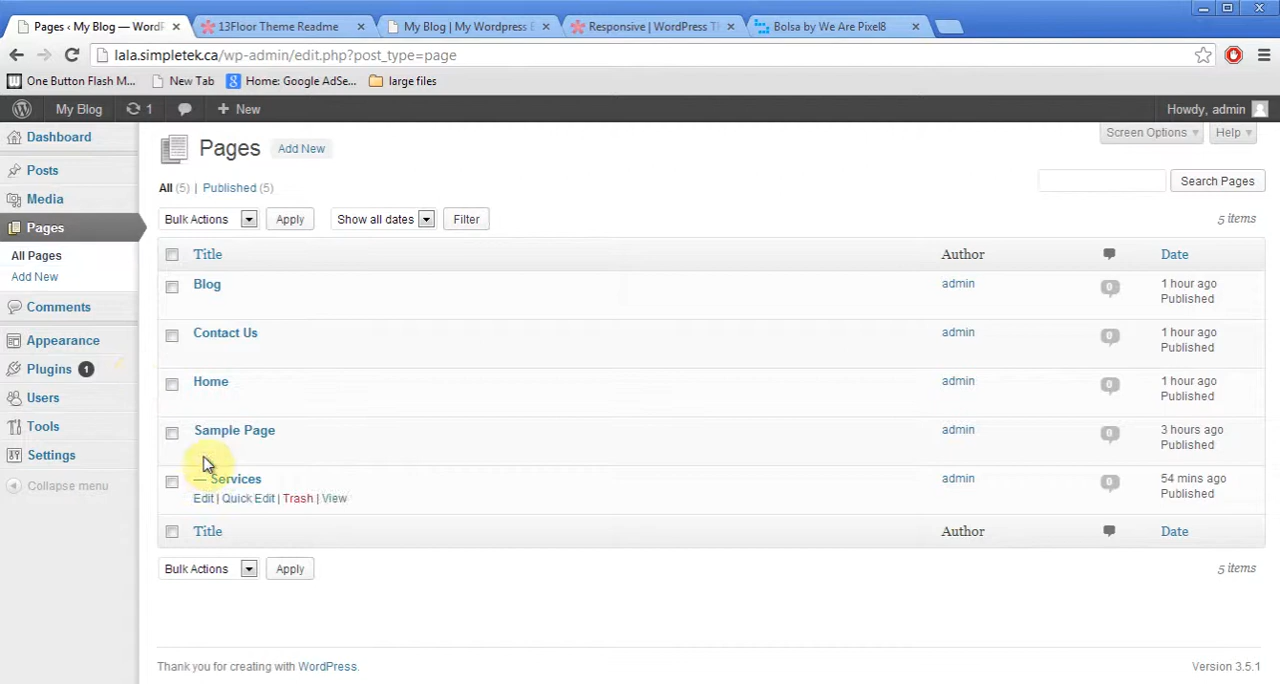 Pages ‹ My Blog — WordP
13Floor Theme Readme
My Blog | My Wordpress E
Responsive | WordPress Th
Bolsa by We Are Pixel8
lala.simpletek.ca/wp-admin/edit.php?post_type=page
One Button Flash M...
New Tab
Home: Google AdSe...
large files
My Blog
1
+ New
Howdy, admin
Dashboard
Posts
Media
Pages
All Pages
Add New
Comments
Appearance
Plugins 1
Users
Tools
Settings
Collapse menu
Pages Add New
Screen Options
Help
All (5) | Published (5)
Search Pages
Bulk Actions
Apply
Show all dates
Filter
5 items
Title Author Date
Blog admin 0 1 hour ago
Published
Contact Us admin 0 1 hour ago
Published
Home admin 0 1 hour ago
Published
Sample Page admin 0 3 hours ago
Published
— Services admin 0 54 mins ago
Edit | Quick Edit | Trash | View Published
Title Author Date
Bulk Actions
Apply
5 items
Thank you for creating with WordPress.
Version 3.5.1